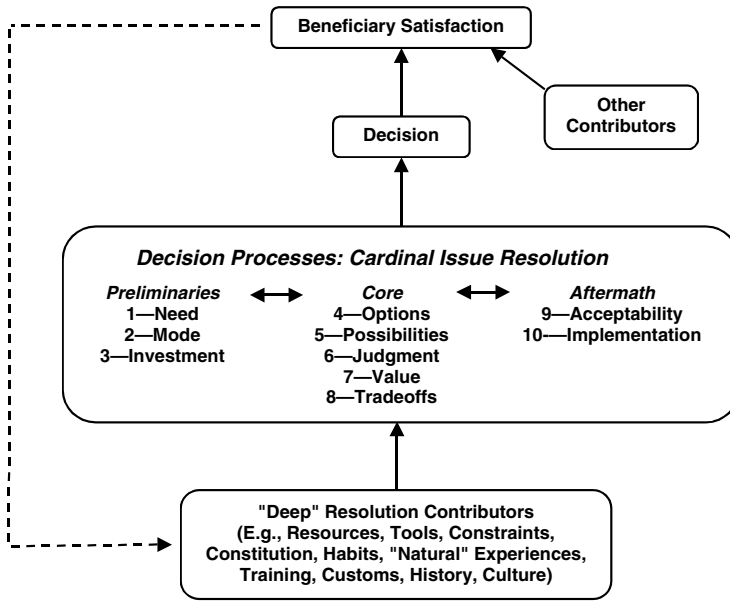 Beneficiary Satisfaction
Other
Contributors
Decision
Decision Processes: Cardinal Issue Resolution
Preliminaries
1—Need
2—Mode
3—Investment
Core
4—Options
5—Possibilities
6—Judgment
7—Value
8—Tradeoffs
Aftermath
9—Acceptability
10-—Implementation
"Deep" Resolution Contributors
(E.g., Resources, Tools, Constraints,
Constitution, Habits, "Natural" Experiences,
Training, Customs, History, Culture)